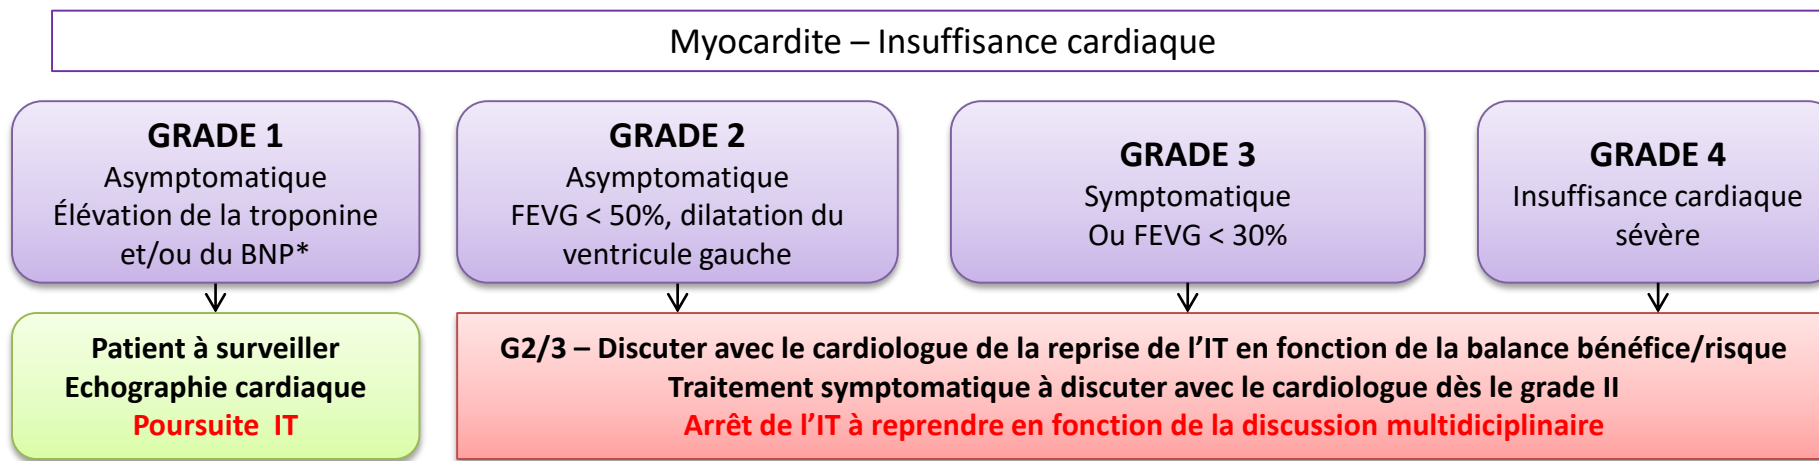 Myocardite – Insuffisance cardiaque
GRADE 1
Asymptomatique
Élévation de la troponine
et/ou du BNP*
GRADE 2
Asymptomatique
FEVG < 50%, dilatation du
ventricule gauche
GRADE 3
Symptomatique
Ou FEVG < 30%
GRADE 4
Insuffisance cardiaque
sévère
Patient à surveiller
Echographie cardiaque
Poursuite IT
G2/3 – Discuter avec le cardiologue de la reprise de l’IT en fonction de la balance bénéfice/risque
Traitement symptomatique à discuter avec le cardiologue dès le grade II
Arrêt de l’IT à reprendre en fonction de la discussion multidiciplinaire